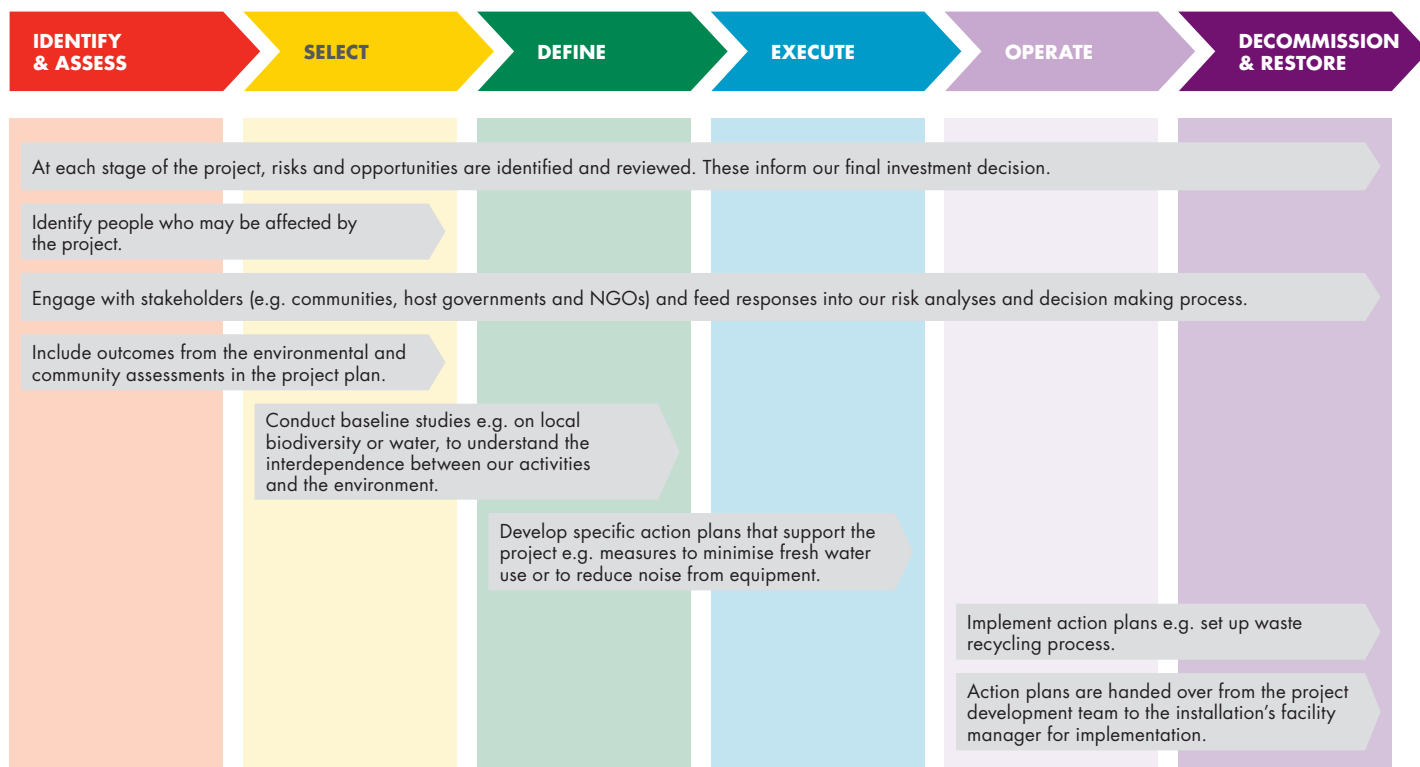 IDENTIFY
& ASSESS
SELECT
DEFINE
EXECUTE
OPERATE
DECOMMISSION
& RESTORE
At each stage of the project, risks and opportunities are identified and reviewed. These inform our final investment decision.
Identify people who may be affected by
the project.
Engage with stakeholders (e.g. communities, host governments and NGOs) and feed responses into our risk analyses and decision making process.
Include outcomes from the environmental and
community assessments in the project plan.
Conduct baseline studies e.g. on local
biodiversity or water, to understand the
interdependence between our activities
and the environment.
Develop specific action plans that support the
project e.g. measures to minimise fresh water
use or to reduce noise from equipment.
Implement action plans e.g. set up waste
recycling process.
Action plans are handed over from the project
development team to the installation’s facility
manager for implementation.